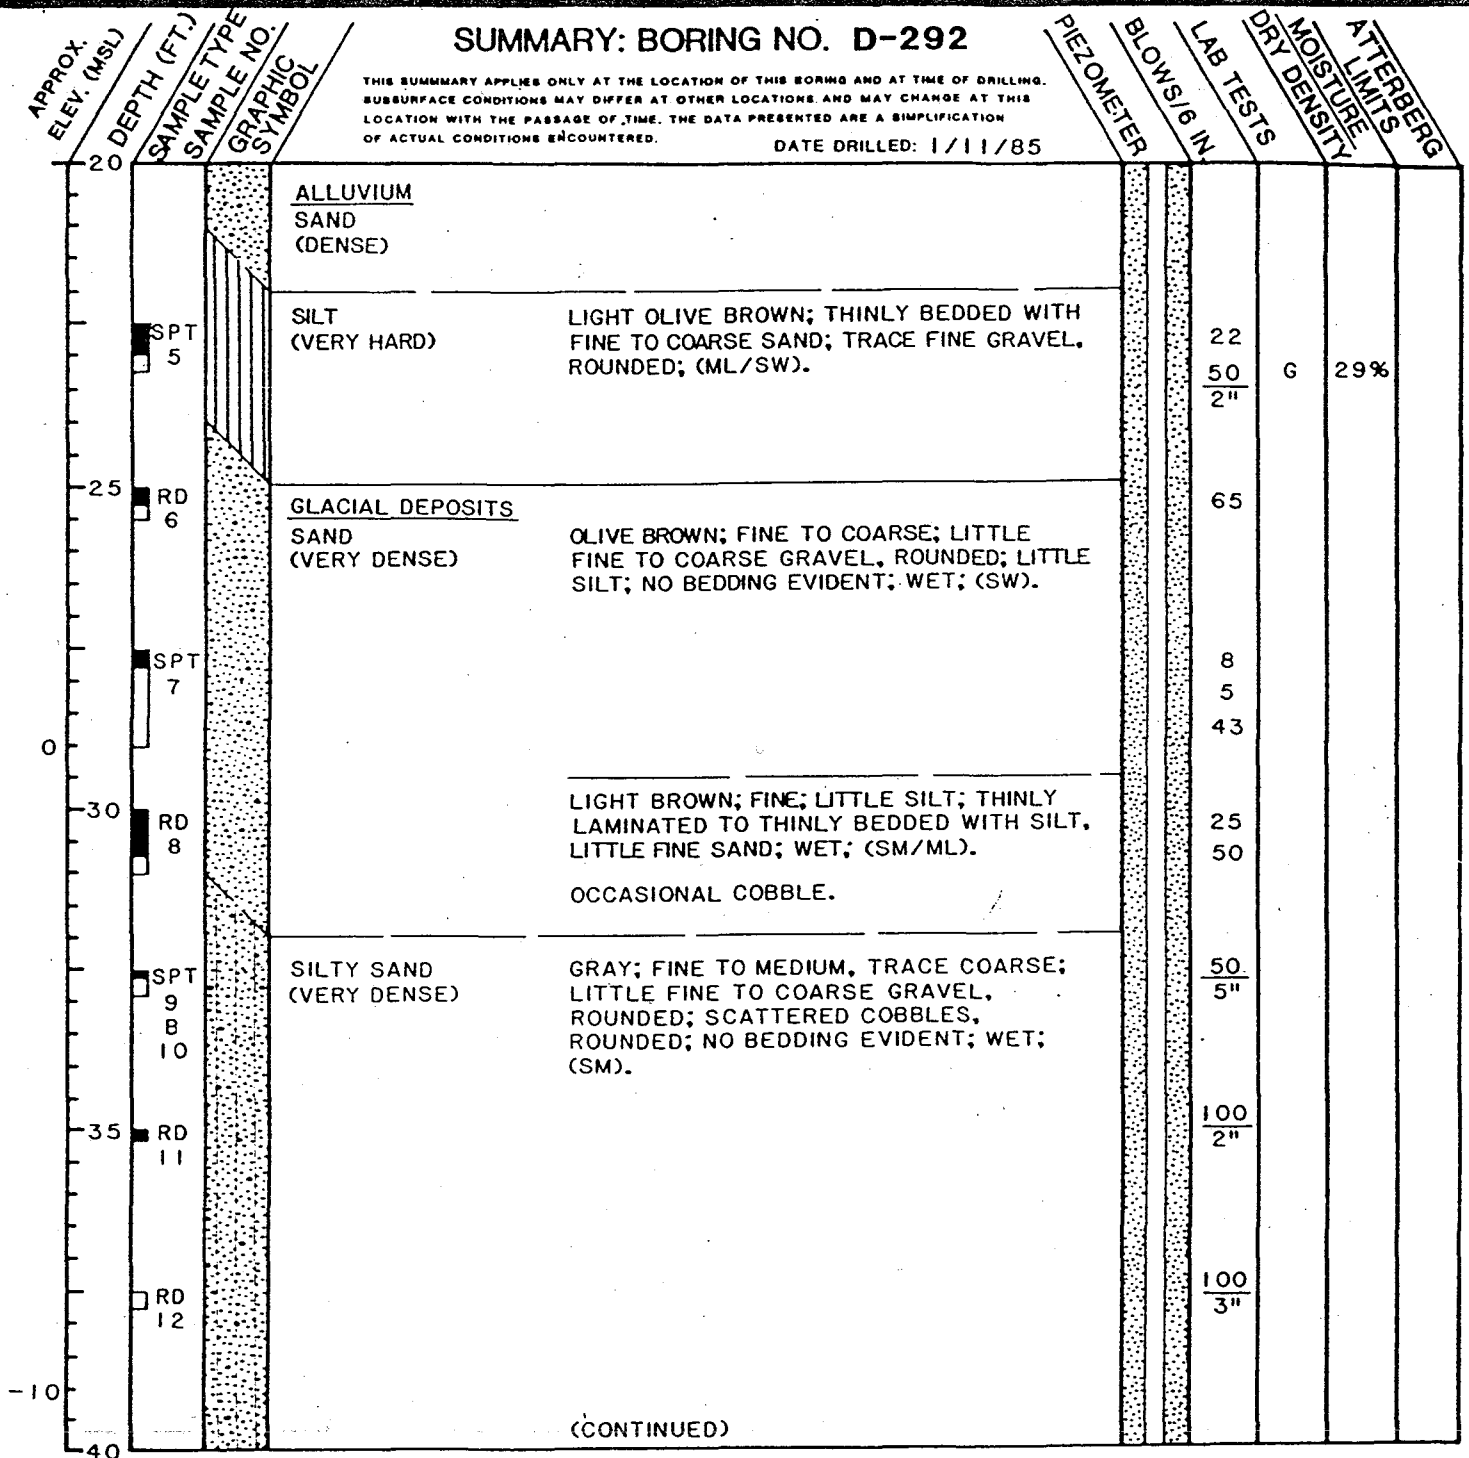 SUMMARY: BORING NO. D-292
THIS SUMMMARY APPLIES ONLY AT THE LOCATION OF THIS BORING AND AT TIME OF DRILLING.
SUBSURFACE CONDITIONS MAY DIFFER AT OTHER LOCATIONS AND MAY CHANGE AT THIS
LOCATION WITH THE PASSAGE OF TIME. THE DATA PRESENTED ARE A SIMPLIFICATION
OF ACTUAL CONDITIONS ENCOUNTERED.
DATE DRILLED: 1/11/85
APPROX.
ELEV. (MSL)
DEPTH (FT.)
SAMPLE TYPE
SAMPLE NO.
GRAPHIC
SYMBOL
PIEZOMETER
BLOWS/6 IN.
LAB TESTS
DRY DENSITY
MOISTURE
LIMITS
ATTERBERG
20
ALLUVIUM
SAND
(DENSE)
SPT
5
SILT
(VERY HARD)
LIGHT OLIVE BROWN; THINLY BEDDED WITH
FINE TO COARSE SAND; TRACE FINE GRAVEL,
ROUNDED; (ML/SW).
22
50
2"
G
29%
25
RD
6
GLACIAL DEPOSITS
SAND
(VERY DENSE)
OLIVE BROWN; FINE TO COARSE; LITTLE
FINE TO COARSE GRAVEL, ROUNDED; LITTLE
SILT; NO BEDDING EVIDENT; WET; (SW).
65
SPT
7
8
5
43
0
30
RD
8
LIGHT BROWN; FINE; LITTLE SILT; THINLY
LAMINATED TO THINLY BEDDED WITH SILT,
LITTLE FINE SAND; WET; (SM/ML).
OCCASIONAL COBBLE.
25
50
SPT
9
B
10
SILTY SAND
(VERY DENSE)
GRAY; FINE TO MEDIUM, TRACE COARSE;
LITTLE FINE TO COARSE GRAVEL,
ROUNDED; SCATTERED COBBLES,
ROUNDED; NO BEDDING EVIDENT; WET;
(SM).
50
5"
35
RD
11
100
2"
RD
12
100
3"
-10
(CONTINUED)
40